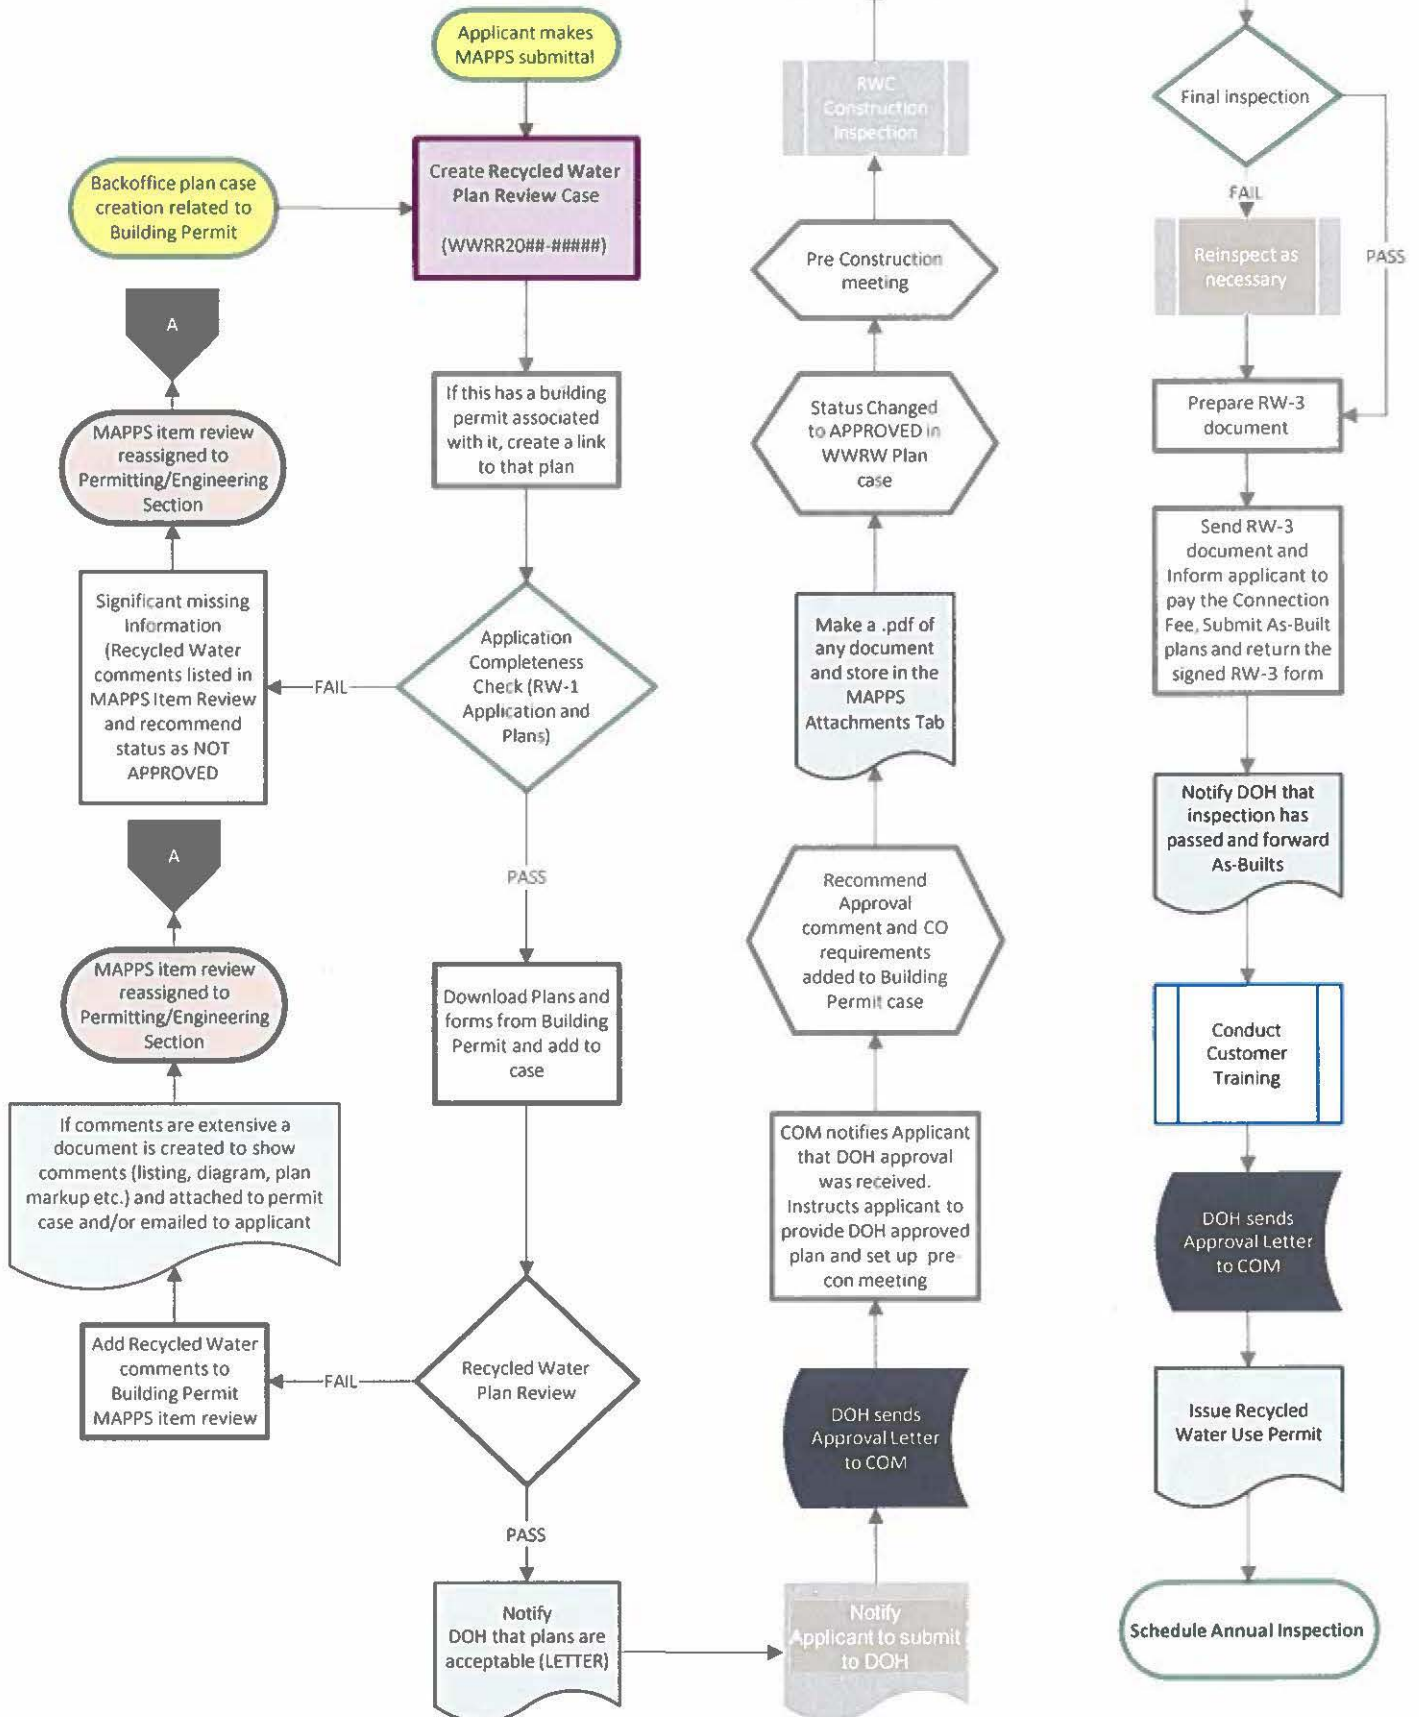 Applicant makes
MAPPS submittal
Backoffice plan case
creation related to
Building Permit
Create Recycled Water
Plan Review Case
(WWRR20##-#####)
If this has a building
permit associated
with it, create a link
to that plan
A
MAPPS item review
reassigned to
Permitting/Engineering
Section
Significant missing
Information
(Recycled Water
comments listed in
MAPPS Item Review
and recommend
status as NOT
APPROVED
FAIL
Application
Completeness
Check (RW-1
Application and
Plans)
PASS
Download Plans and
forms from Building
Permit and add to
case
A
MAPPS item review
reassigned to
Permitting/Engineering
Section
If comments are extensive a
document is created to show
comments (listing, diagram, plan
markup etc.) and attached to permit
case and/or emailed to applicant
Add Recycled Water
comments to
Building Permit
MAPPS item review
FAIL
Recycled Water
Plan Review
PASS
Notify
DOH that plans are
acceptable (LETTER)
Notify
Applicant to submit
to DOH
DOH sends
Approval Letter
to COM
COM notifies Applicant
that DOH approval
was received.
Instructs applicant to
provide DOH approved
plan and set up pre-
con meeting
Recommend
Approval
comment and CO
requirements
added to Building
Permit case
Make a .pdf of
any document
and store in the
MAPPS
Attachments Tab
Status Changed
to APPROVED in
WWRW Plan
case
Pre Construction
meeting
RWC
Construction
Inspection
Final inspection
FAIL
PASS
Reinspect as
necessary
Prepare RW-3
document
Send RW-3
document and
Inform applicant to
pay the Connection
Fee, Submit As-Built
plans and return the
signed RW-3 form
Notify DOH that
inspection has
passed and forward
As-Builts
Conduct
Customer
Training
DOH sends
Approval Letter
to COM
Issue Recycled
Water Use Permit
Schedule Annual Inspection